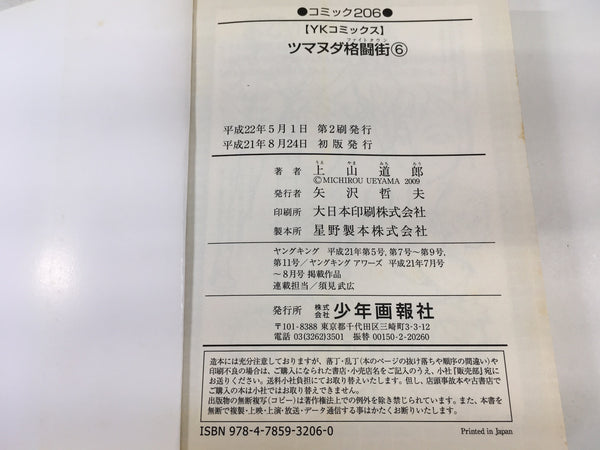 ●コミック206●
【YKコミックス】
ファイトタウン
ツマヌダ格闘街⑥
平成22年5月1日 第2刷発行
平成21年8月24日 初版発行
うえ やま みち ろう
著者 上山道郎
©MICHIROU UEYAMA 2009
発行者 矢沢哲夫
印刷所 大日本印刷株式会社
製本所 星野製本株式会社
ヤングキング 平成21年第5号,第7号〜第9号,
第11号／ヤングキング アワーズ 平成21年7月号
〜8月号 掲載作品
連載担当／須見武広
発行所 株式会社 少年画報社
〒101-8388 東京都千代田区三崎町3-3-12
電話 03(3262)3501 振替 00150-2-20260
造本には充分注意しておりますが、落丁・乱丁(本のページの抜け落ちや順序の間違い)や
印刷不良の場合は、ご購入になられた書店・小売店名をご記入のうえ、小社「販売部」宛に
お送りください。送料小社負担にてお取り替えいたします。但し、店頭事故本や古書店で
ご購入の本は小社ではお取り替えできません。
出版物の無断複写(コピー)は著作権法上での例外を除き禁じられています。また、本書を
無断で複製・上映・上演・放送・データ通信する事はかたくお断りいたします。
ISBN 978-4-7859-3206-0
Printed in Japan